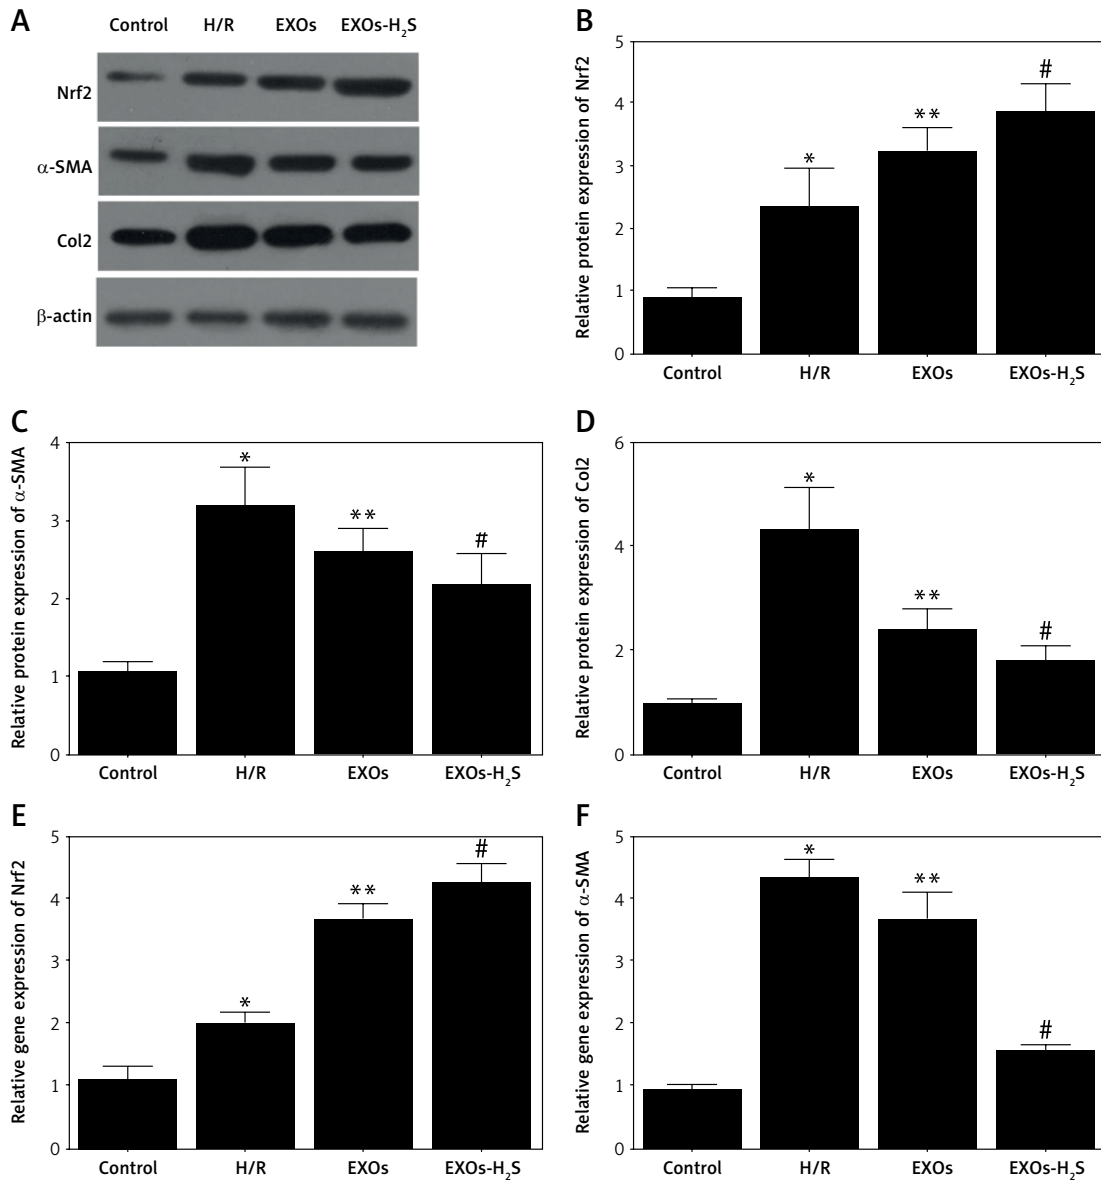 A
Control H/R EXOs EXOs-H₂S
Nrf2
α-SMA
Col2
β-actin
B
Relative protein expression of Nrf2
5
4
3
2
1
0
*
**
#
Control H/R EXOs EXOs-H₂S
C
Relative protein expression of α-SMA
4
3
2
1
0
*
**
#
Control H/R EXOs EXOs-H₂S
D
Relative protein expression of Col2
6
4
2
0
*
**
#
Control H/R EXOs EXOs-H₂S
E
Relative gene expression of Nrf2
5
4
3
2
1
0
*
**
#
Control H/R EXOs EXOs-H₂S
F
Relative gene expression of α-SMA
5
4
3
2
1
0
*
**
#
Control H/R EXOs EXOs-H₂S